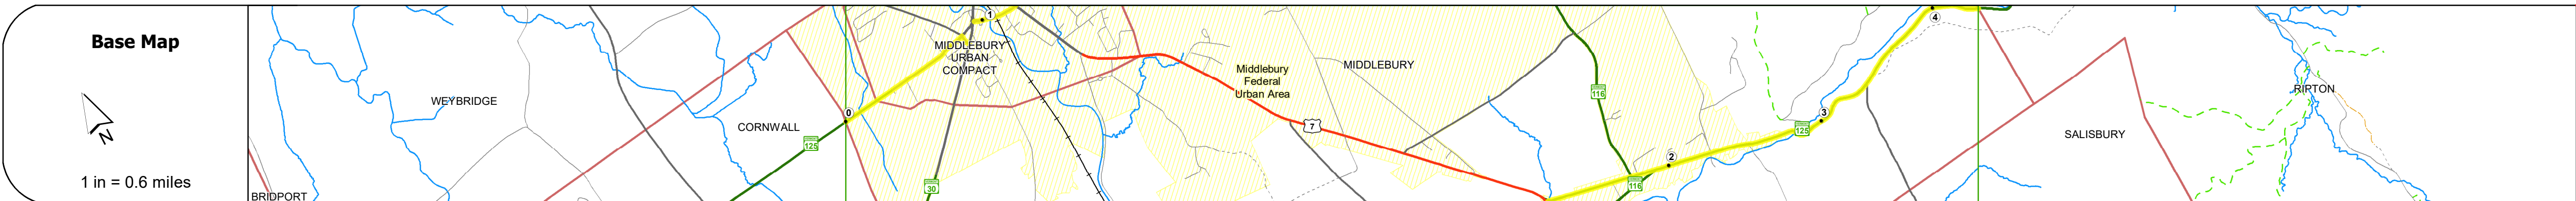 Base Map
N
1 in = 0.6 miles
BRIDPORT
WEYBRIDGE
CORNWALL
125
0
30
1
MIDDLEBURY
URBAN
COMPACT
Middlebury
Federal
Urban Area
7
MIDDLEBURY
116
116
2
125
3
4
SALISBURY
RIPTON